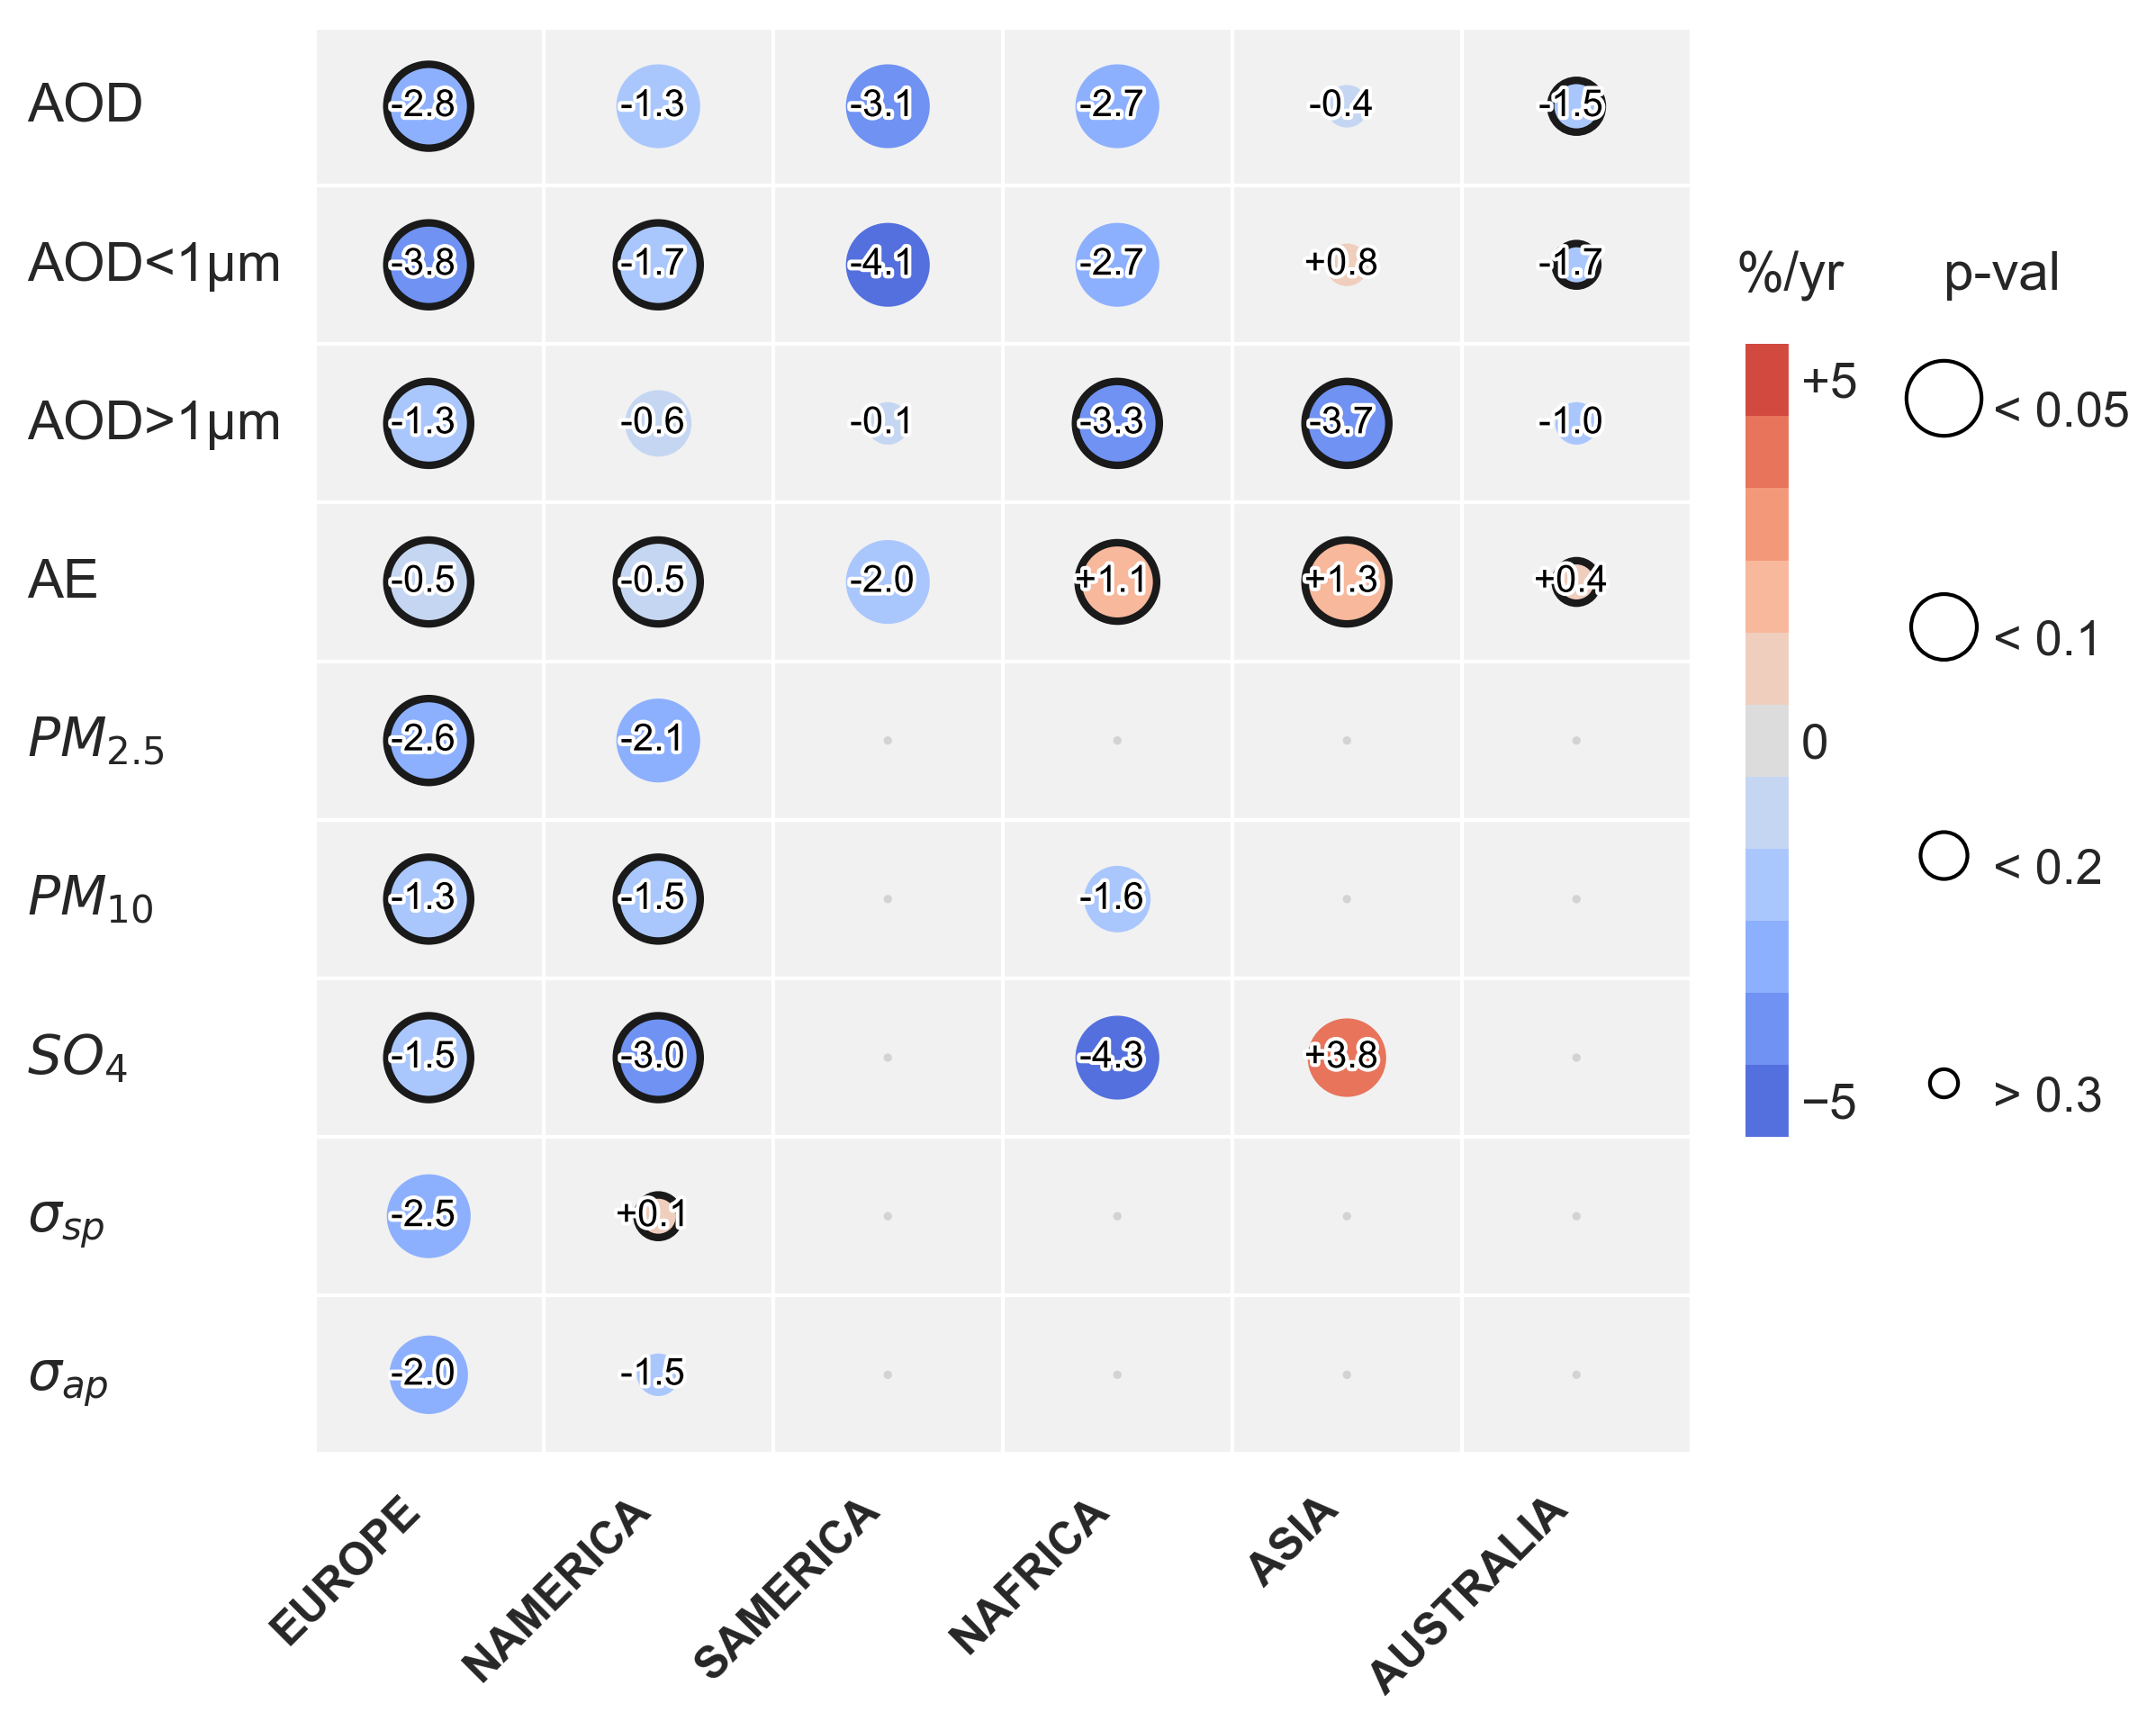 AOD -2.8 -1.3 -3.1 -2.7 -0.4 -1.5
AOD<1µm -3.8 -1.7 -4.1 -2.7 +0.8 -1.7
%/yr p-val
AOD>1µm -1.3 -0.6 -0.1 -3.3 -3.7 -1.0
+5 < 0.05
AE -0.5 -0.5 -2.0 +1.1 +1.3 +0.4
< 0.1
PM2.5 -2.6 -2.1
0
PM10 -1.3 -1.5 -1.6
< 0.2
SO4 -1.5 -3.0 -4.3 +3.8
−5 > 0.3
σsp -2.5 +0.1
σap -2.0 -1.5
EUROPE NAMERICA SAMERICA NAFRICA ASIA AUSTRALIA